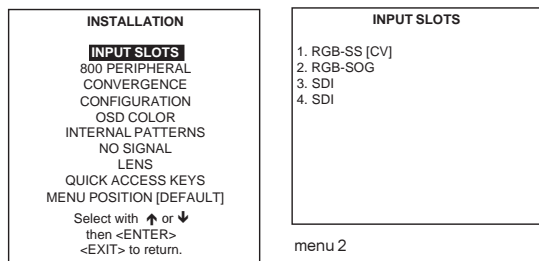 INSTALLATION
INPUT SLOTS
800 PERIPHERAL
CONVERGENCE
CONFIGURATION
OSD COLOR
INTERNAL PATTERNS
NO SIGNAL
LENS
QUICK ACCESS KEYS
MENU POSITION [DEFAULT]
Select with ↑ or ↓
then <ENTER>
<EXIT> to return.
INPUT SLOTS
1. RGB-SS [CV]
2. RGB-SOG
3. SDI
4. SDI
menu 2